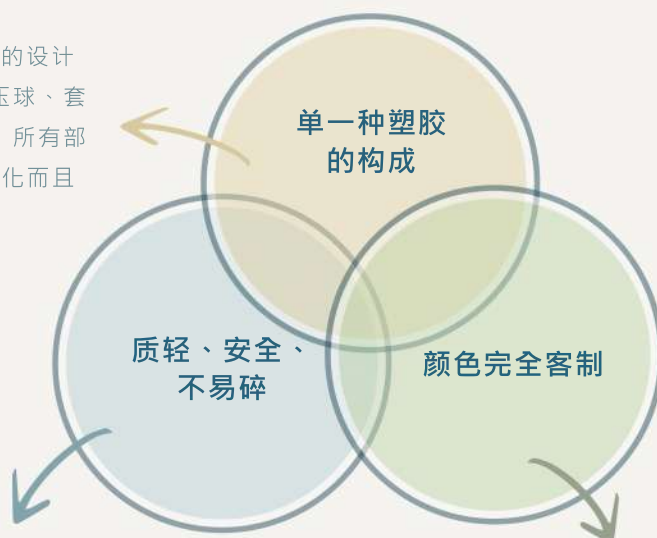 的设计
玉球、套
所有部
化而且
单一种塑胶
的构成
质轻、安全、
不易碎
颜色完全客制